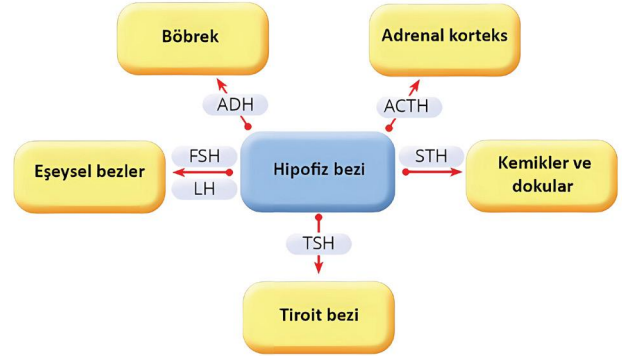 Böbrek
Adrenal korteks
ADH
ACTH
Eşeysel bezler
FSH
LH
Hipofiz bezi
STH
Kemikler ve
dokular
TSH
Tiroit bezi